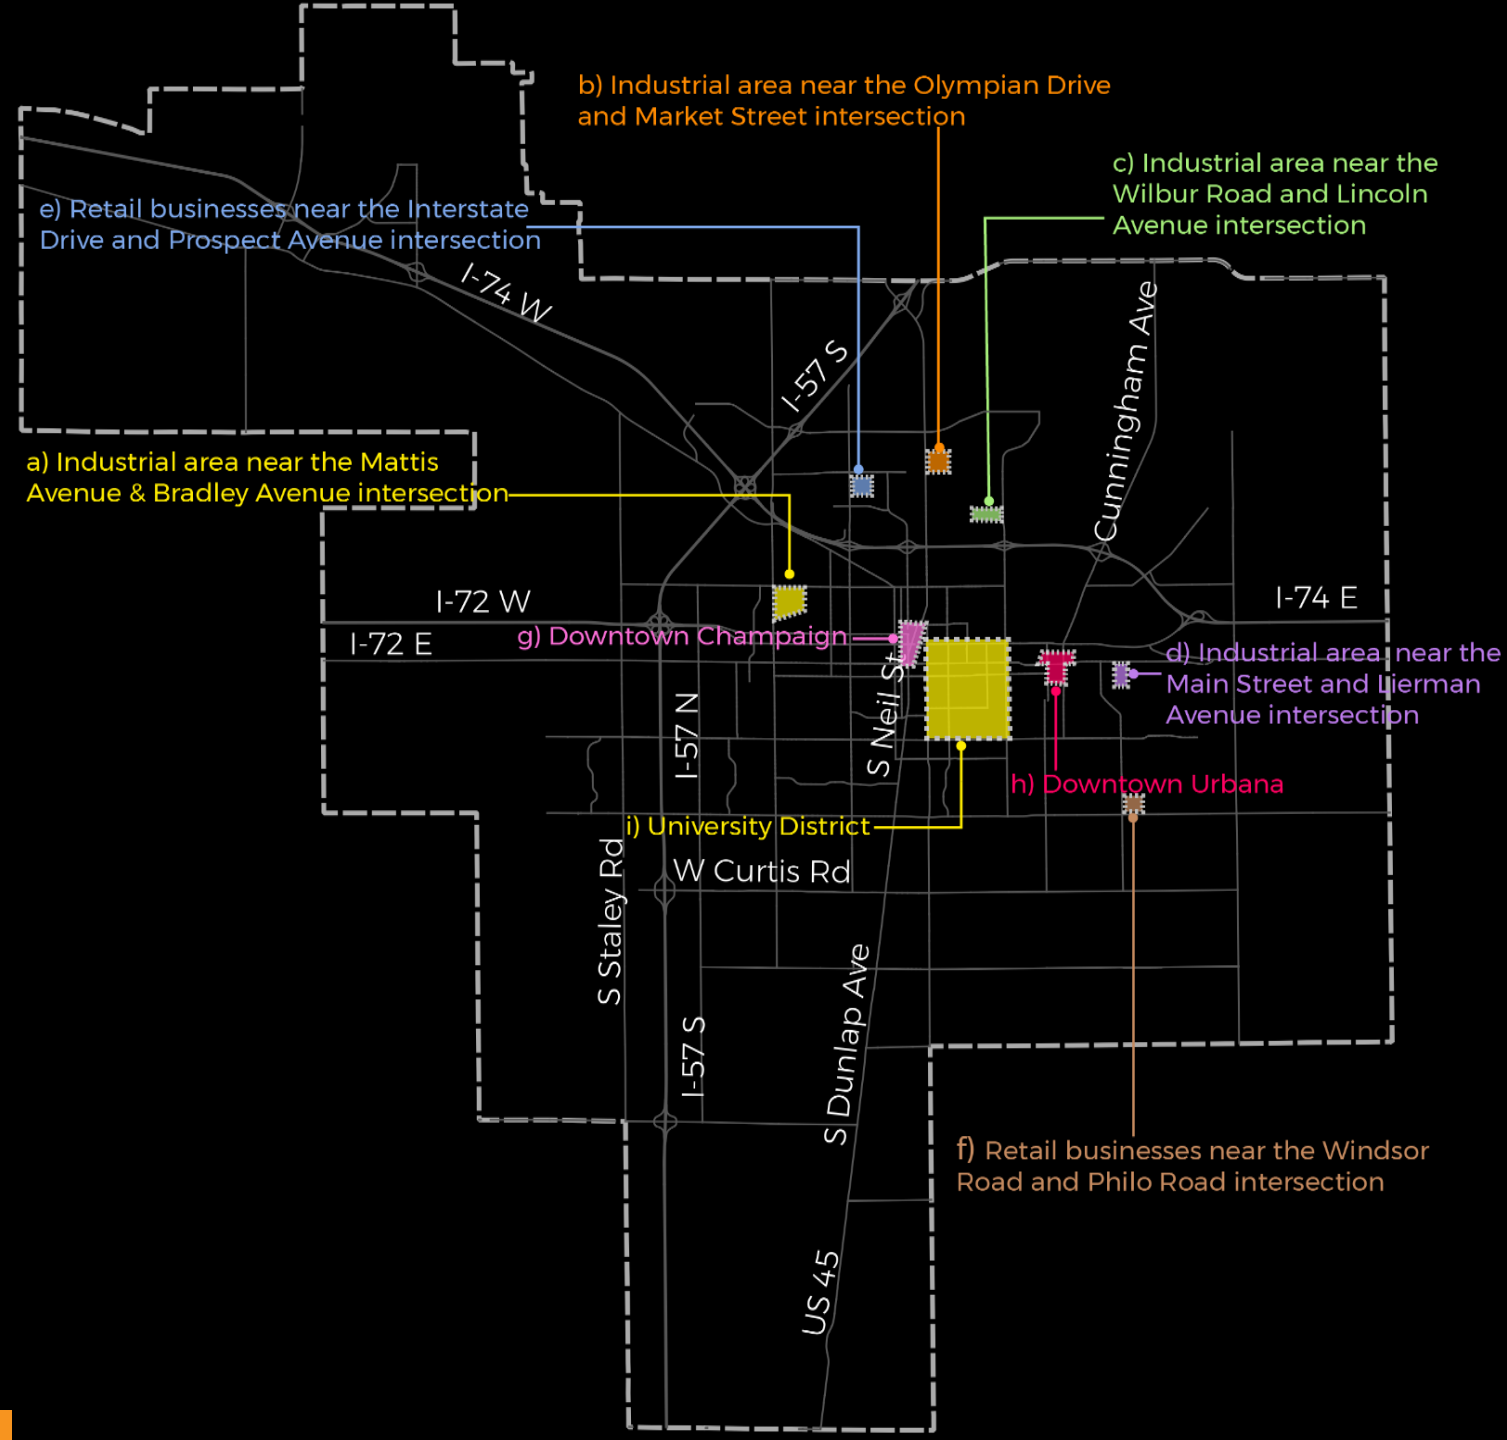 b) Industrial area near the Olympian Drive
and Market Street intersection
c) Industrial area near the
Wilbur Road and Lincoln
Avenue intersection
e) Retail businesses near the Interstate
Drive and Prospect Avenue intersection
I-74 W
I-57 S
Cunningham Ave
a) Industrial area near the Mattis
Avenue & Bradley Avenue intersection
I-72 W
I-74 E
I-72 E
g) Downtown Champaign
d) Industrial area near the
Main Street and Lierman
Avenue intersection
S Neil St
I-57 N
h) Downtown Urbana
i) University District
W Curtis Rd
S Staley Rd
I-57 S
S Dunlap Ave
f) Retail businesses near the Windsor
Road and Philo Road intersection
US 45